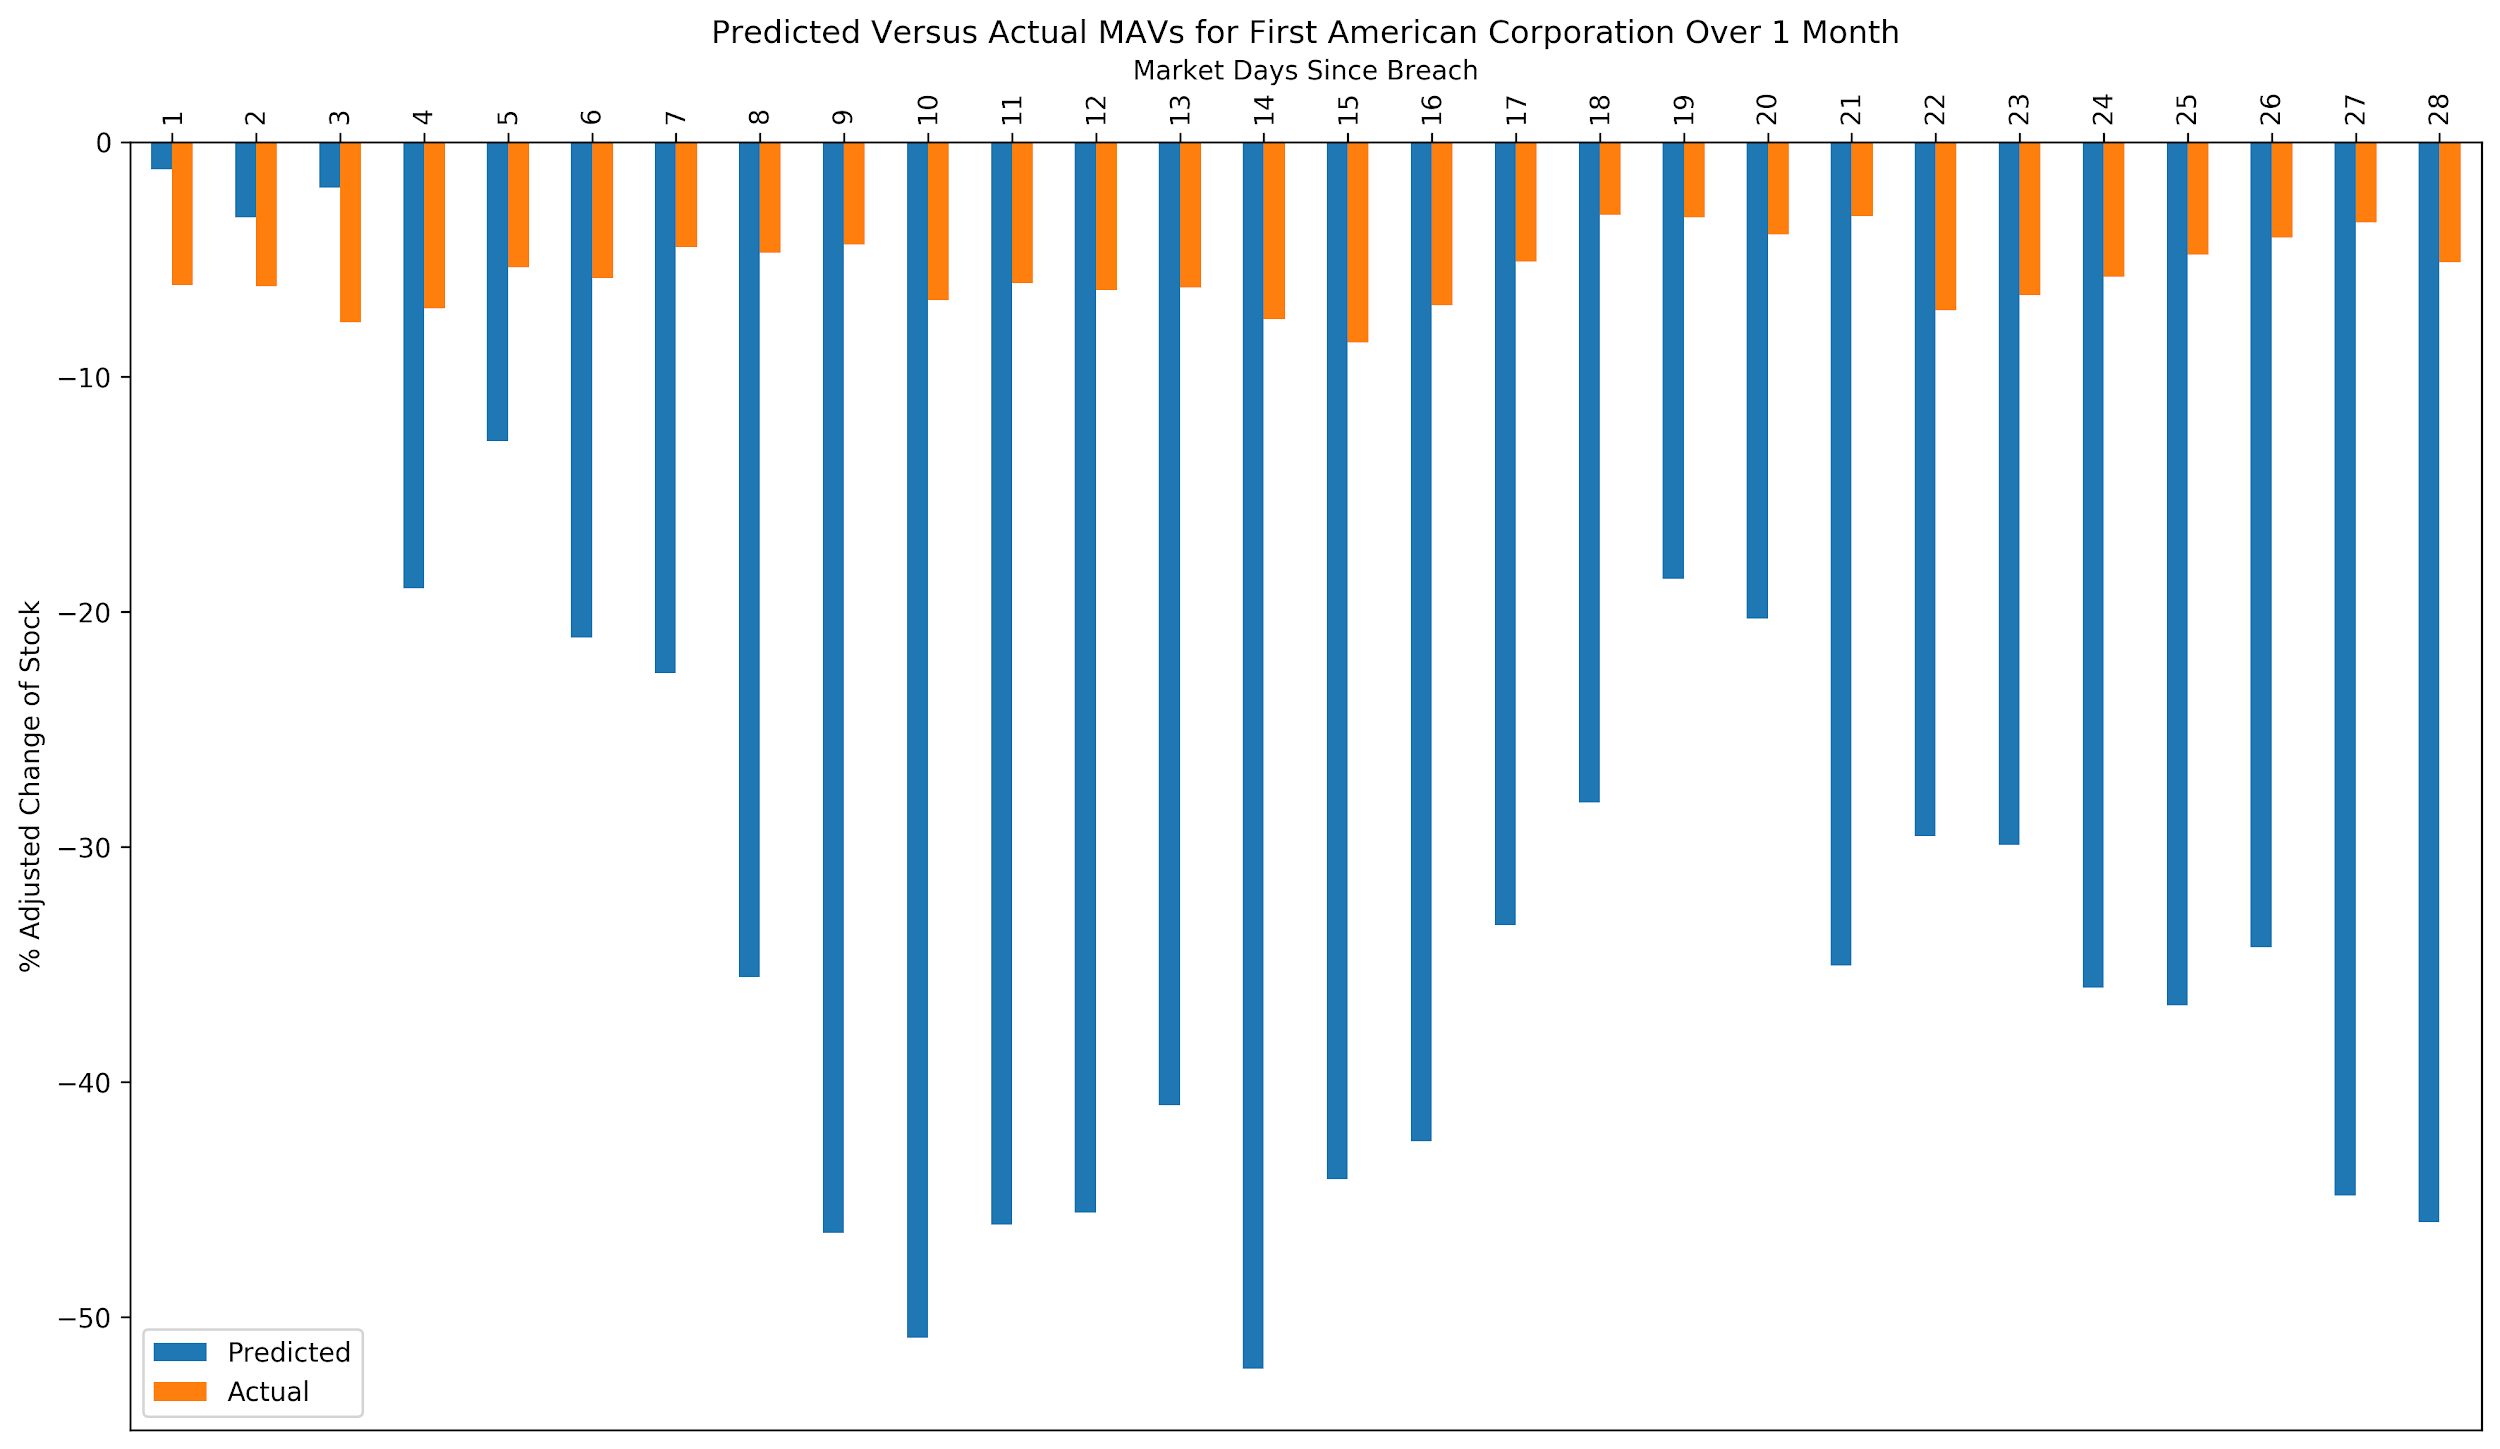 Predicted Versus Actual MAVs for First American Corporation Over 1 Month
Market Days Since Breach
1 2 3 4 5 6 7 8 9 10 11 12 13 14 15 16 17 18 19 20 21 22 23 24 25 26 27 28
0
−10
−20
−30
−40
−50
% Adjusted Change of Stock
Predicted
Actual